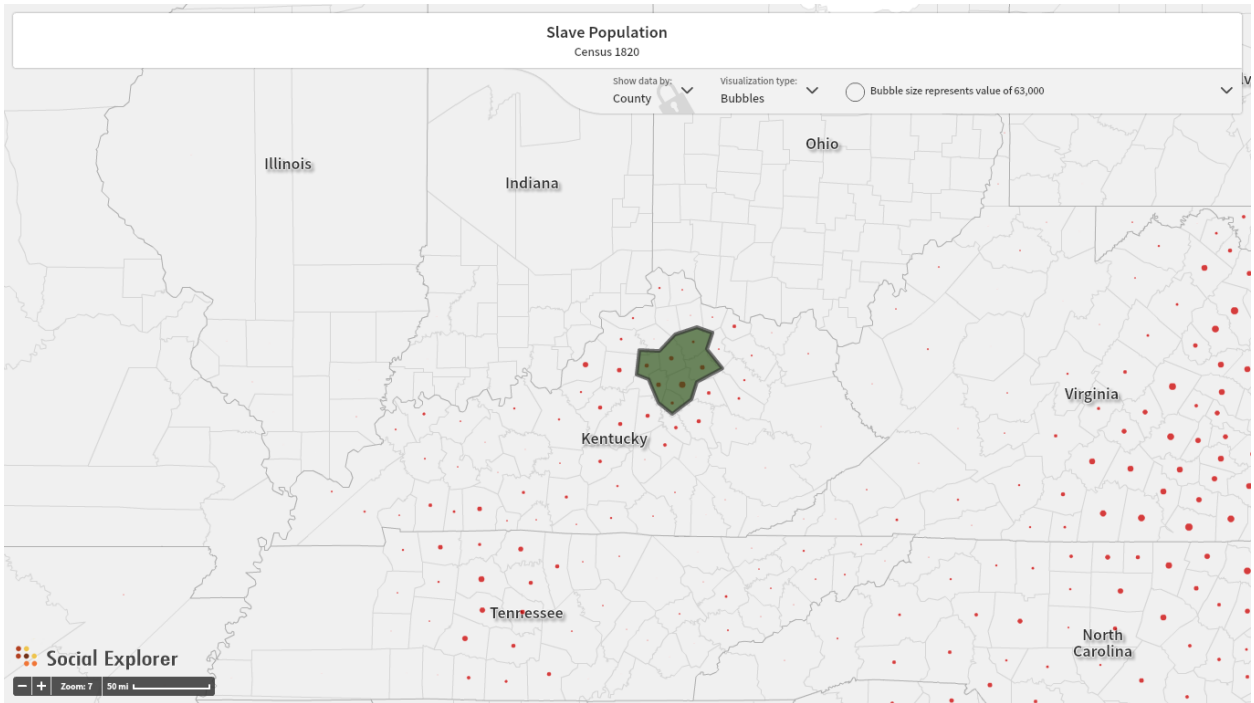 Slave Population
Census 1820
Show data by:
County
Visualization type:
Bubbles
Bubble size represents value of 63,000
Illinois
Indiana
Ohio
Virginia
Kentucky
Tennessee
North
Carolina
Social Explorer
− + Zoom: 7 50 mi